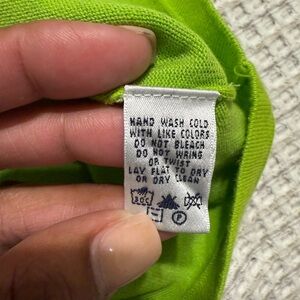 HAND WASH COLD
WITH LIKE COLORS
DO NOT BLEACH
DO NOT WRING
OR TWIST
LAY FLAT TO DRY
OR DRY CLEAN
30C
P